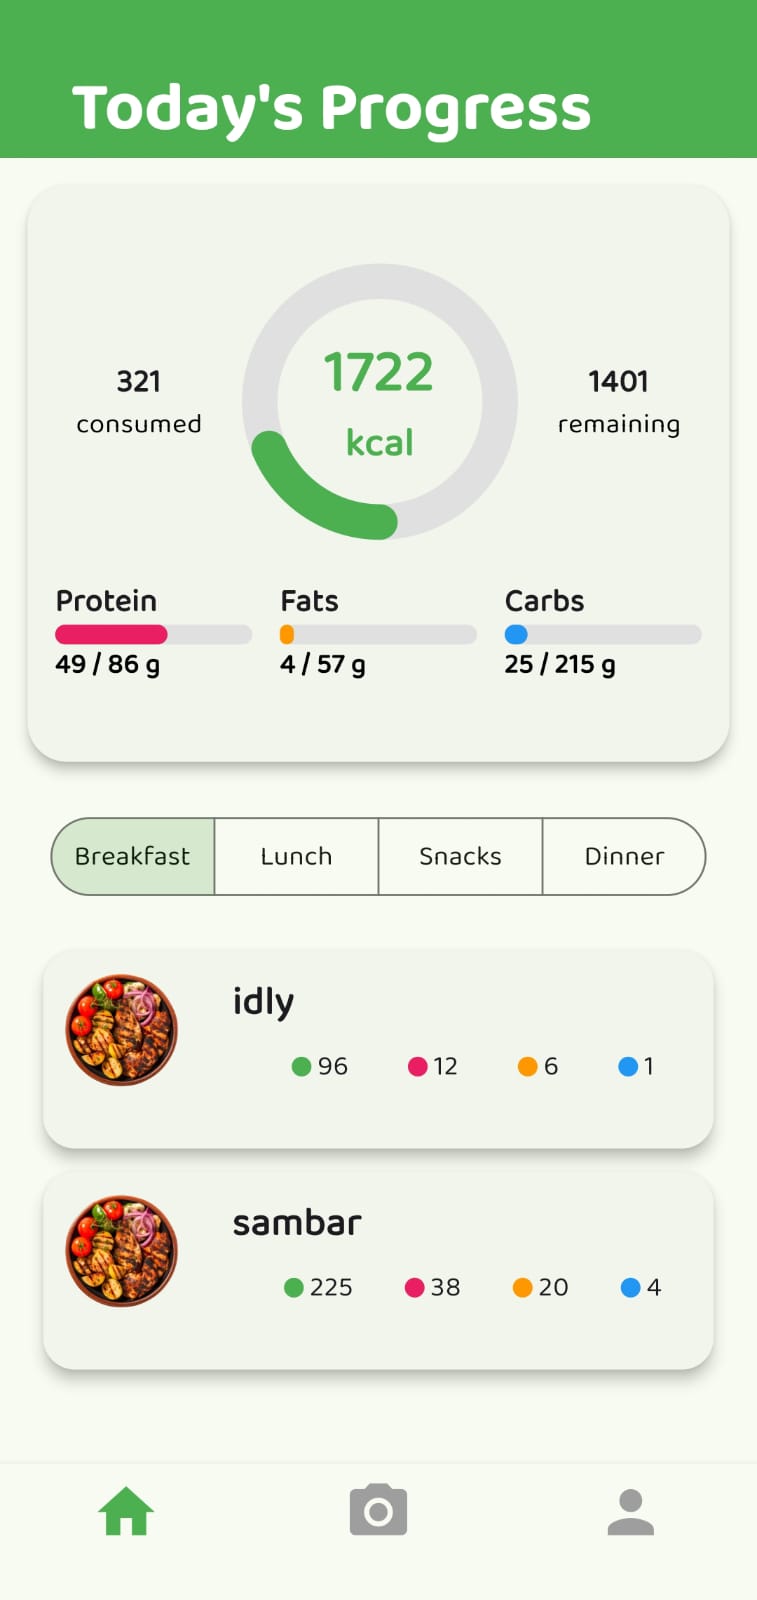 Today's Progress
1722
kcal
321
consumed
1401
remaining
Protein
49 / 86 g
Fats
4 / 57 g
Carbs
25 / 215 g
Breakfast
Lunch
Snacks
Dinner
idly
96 12 6 1
sambar
225 38 20 4